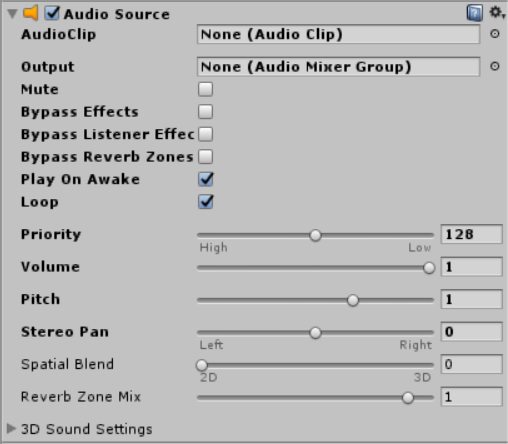 Audio Source
AudioClip None (Audio Clip)
Output None (Audio Mixer Group)
Mute
Bypass Effects
Bypass Listener Effec
Bypass Reverb Zones
Play On Awake
Loop
Priority 128
High Low
Volume 1
Pitch 1
Stereo Pan 0
Left Right
Spatial Blend 0
2D 3D
Reverb Zone Mix 1
3D Sound Settings